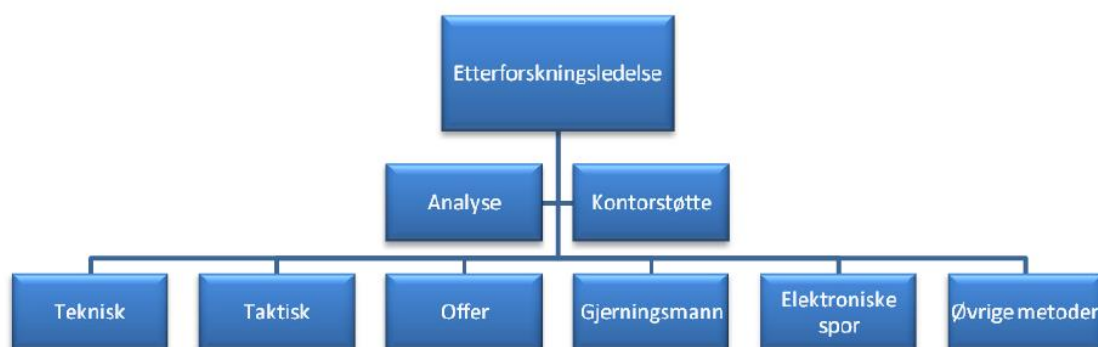 Etterforskningsledelse
Analyse
Kontorstøtte
Teknisk
Taktisk
Offer
Gjerningsmann
Elektroniske
spor
Øvrige metoder